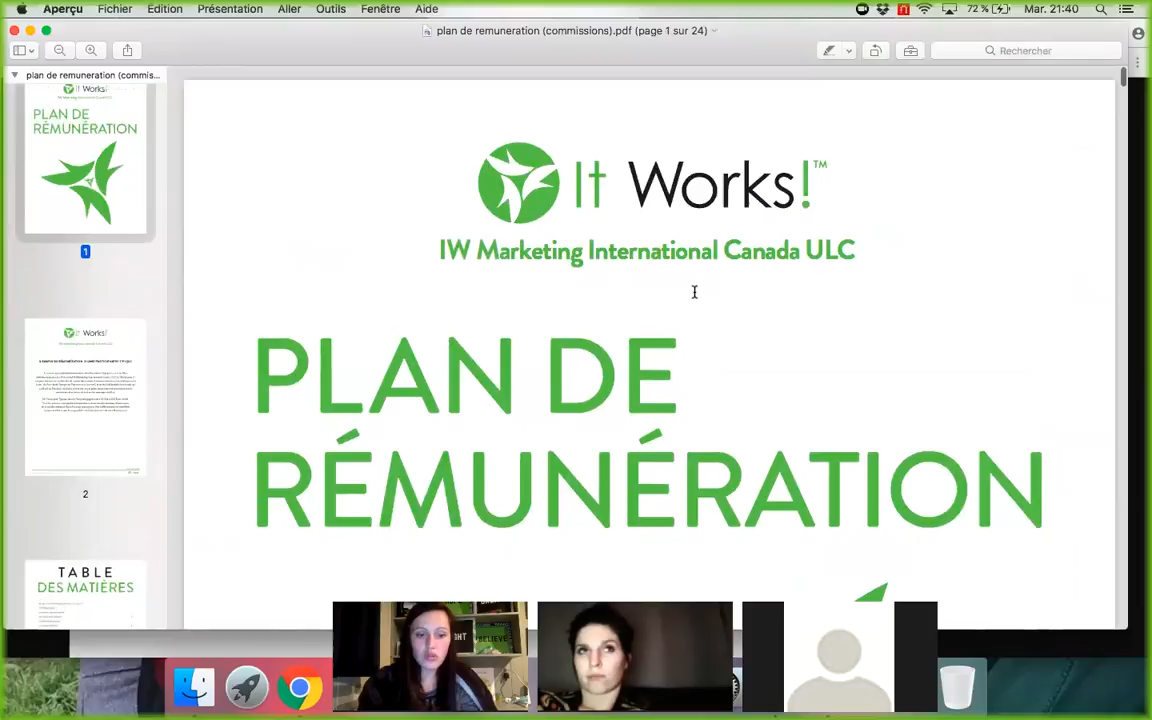 Aperçu Fichier Edition Présentation Aller Outils Fenêtre Aide 72 % Mar. 21:40
plan de remuneration (commissions).pdf (page 1 sur 24)
Rechercher
plan de remuneration (commis...
It Works!
PLAN DE
RÉMUNÉRATION
1
It Works!
2
TABLE
DES MATIÈRES
It Works!™
IW Marketing International Canada ULC
PLAN DE
RÉMUNÉRATION
BELIEVE